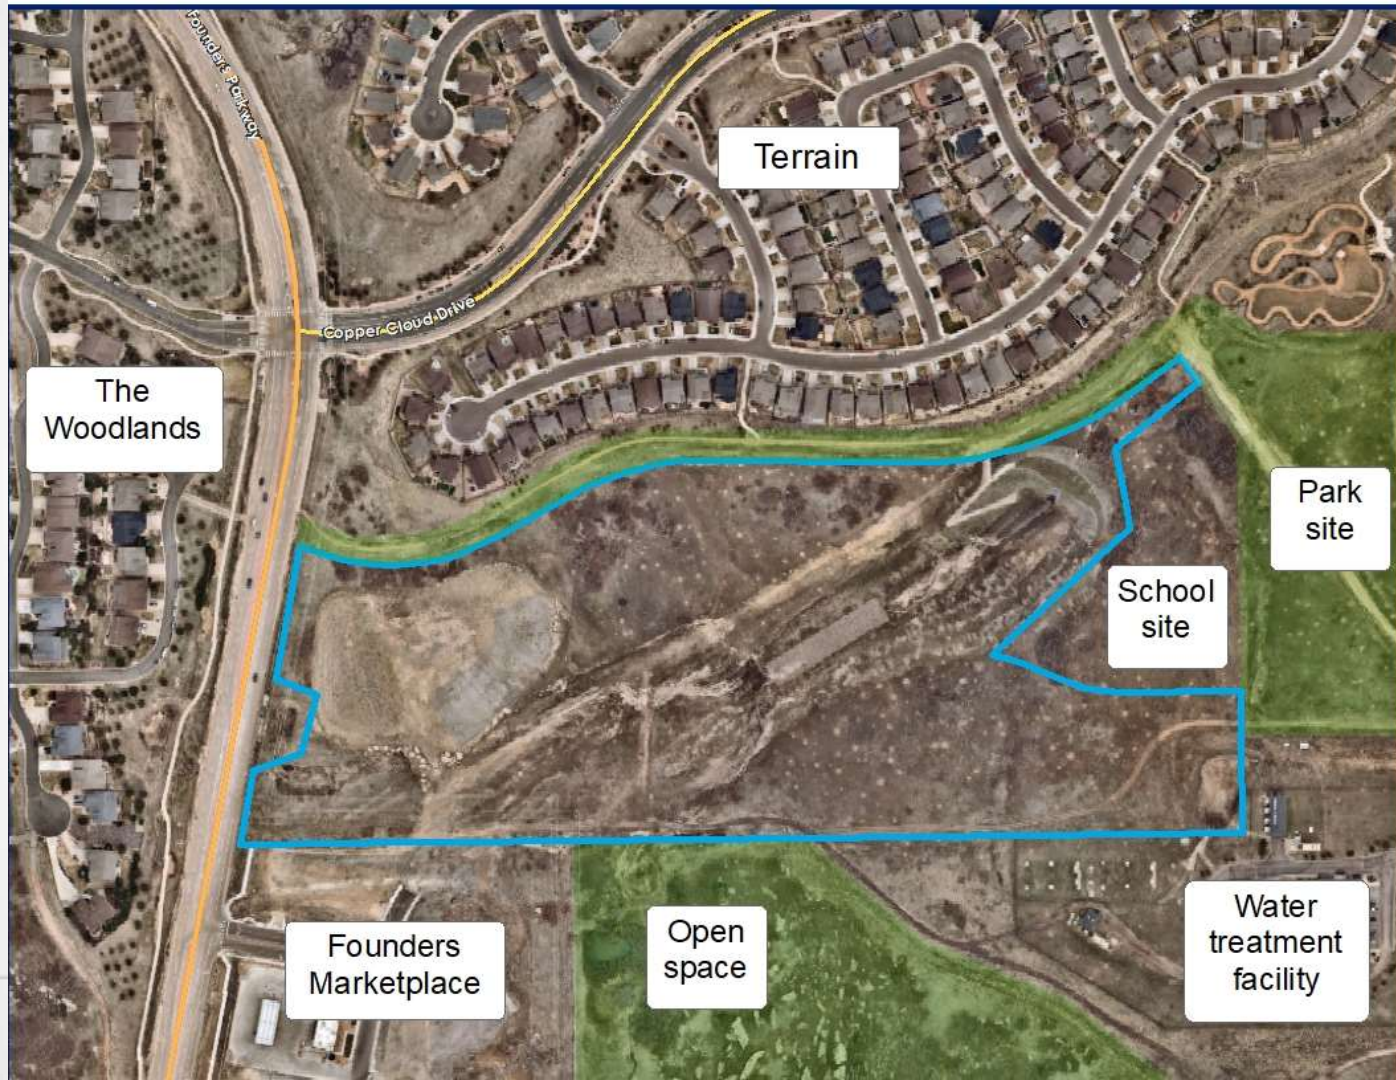 Founders Parkway
Terrain
Copper Cloud Drive
The
Woodlands
Park
site
School
site
Founders
Marketplace
Open
space
Water
treatment
facility